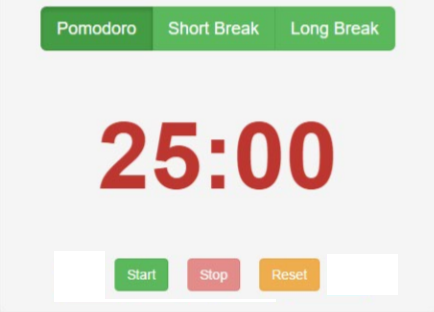 Pomodoro Short Break Long Break
25:00
Start Stop Reset